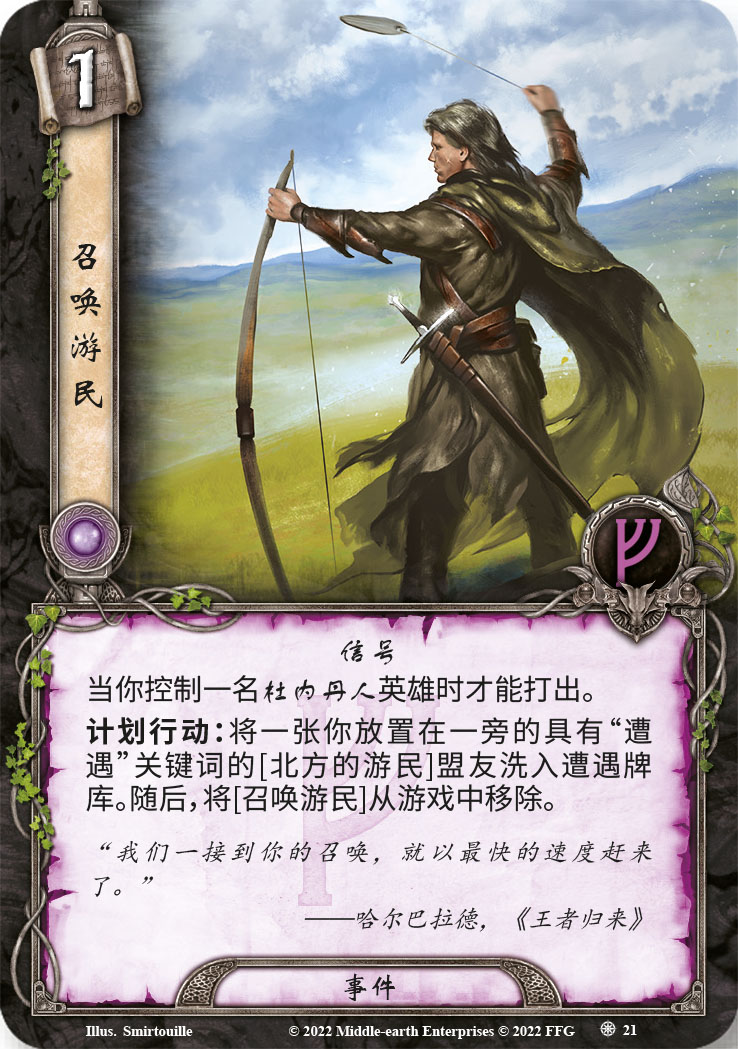 1
召唤游民
信号
当你控制一名杜内丹人英雄时才能打出。
计划行动：将一张你放置在一旁的具有“遭
遇”关键词的[北方的游民]盟友洗入遭遇牌
库。随后，将[召唤游民]从游戏中移除。
“我们一接到你的召唤，就以最快的速度赶来
了。”
——哈尔巴拉德，《王者归来》
事件
Illus. Smirtouille © 2022 Middle-earth Enterprises © 2022 FFG 21